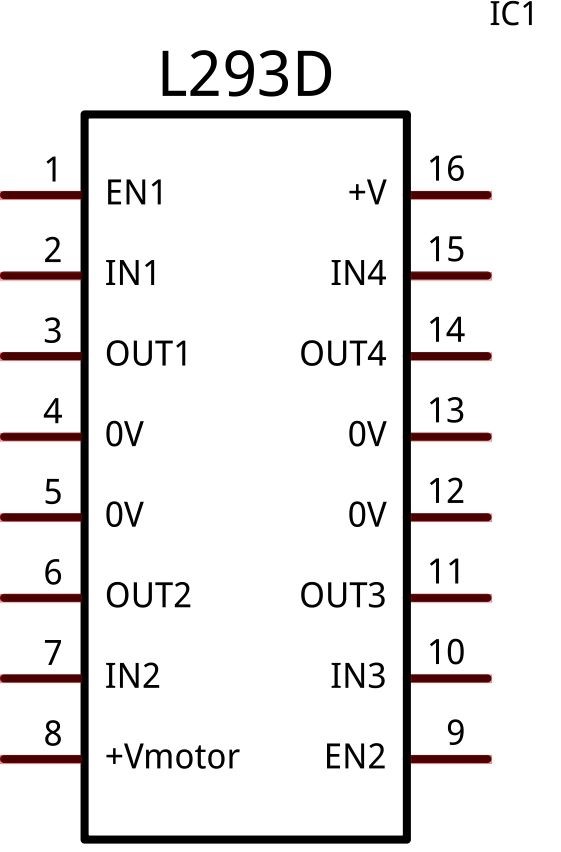 IC1
L293D
1 16
EN1 +V
2 15
IN1 IN4
3 14
OUT1 OUT4
4 13
0V 0V
5 12
0V 0V
6 11
OUT2 OUT3
7 10
IN2 IN3
8 9
+Vmotor EN2